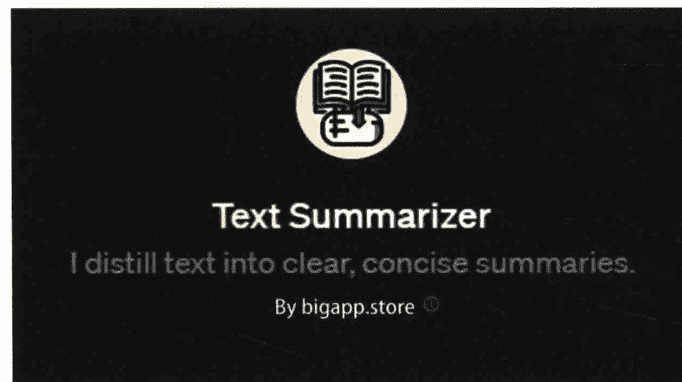 Text Summarizer
I distill text into clear, concise summaries.
By bigapp.store